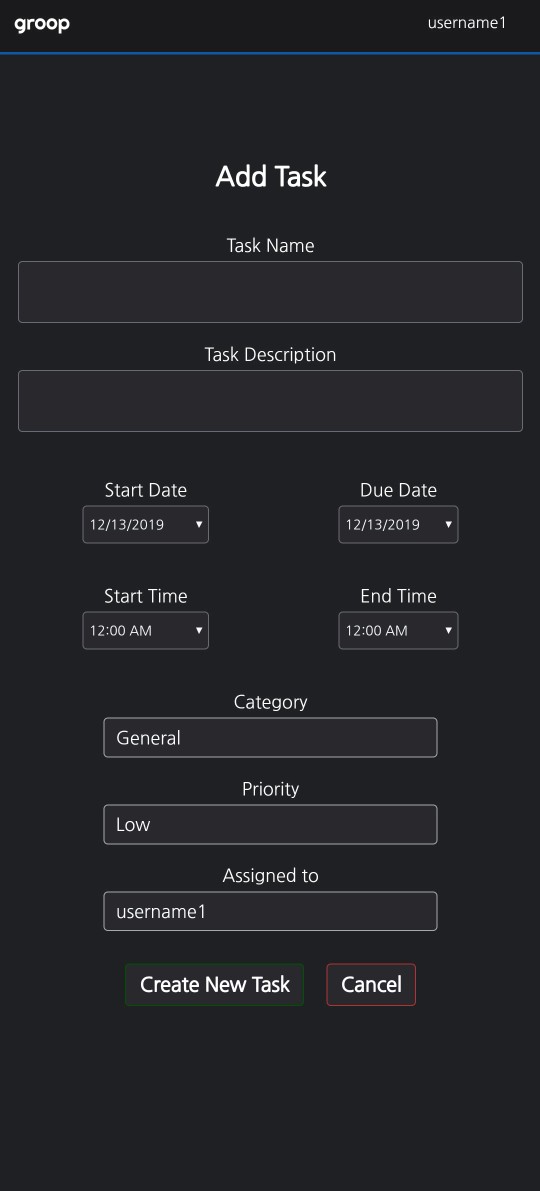 groop username1
Add Task
Task Name
Task Description
Start Date Due Date
12/13/2019 ▼ 12/13/2019 ▼
Start Time End Time
12:00 AM ▼ 12:00 AM ▼
Category
General
Priority
Low
Assigned to
username1
Create New Task Cancel